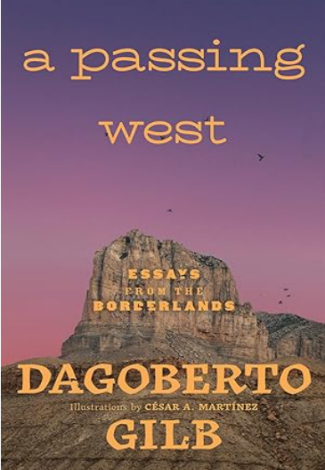 a passing
west
ESSAYS
FROM THE
BORDERLANDS
DAGOBERTO
Illustrations by CÉSAR A. MARTÍNEZ
GILB